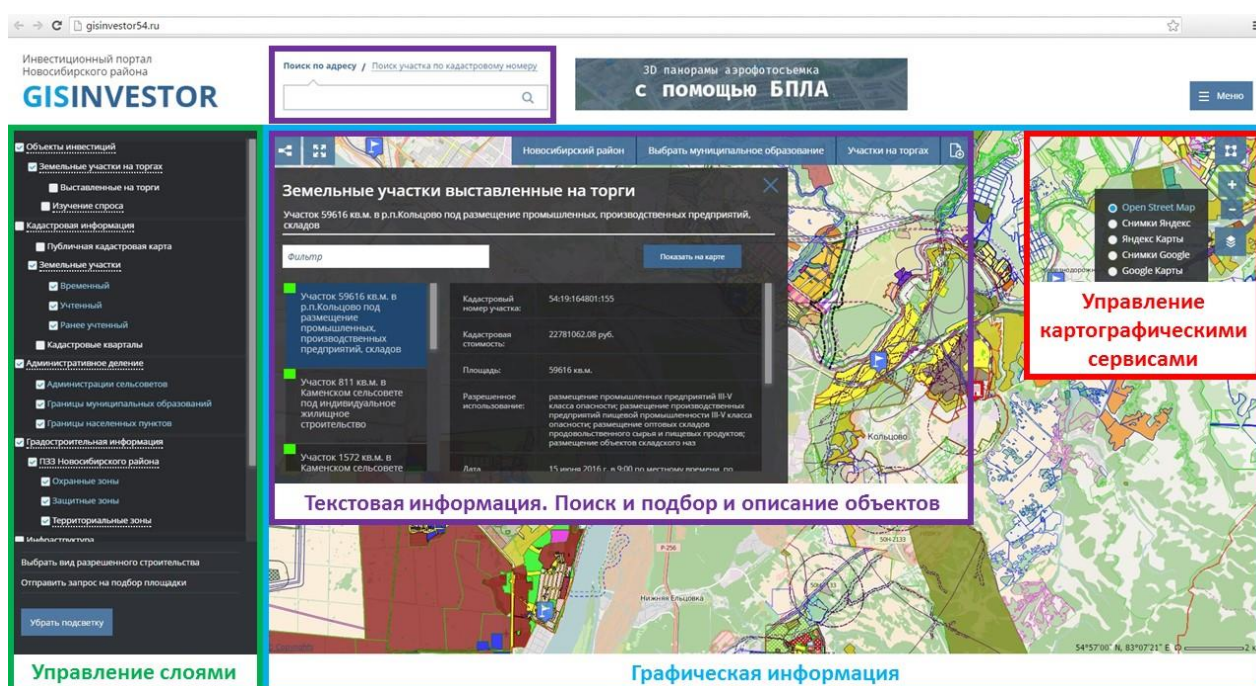 gisinvestor54.ru
Инвестиционный портал
Новосибирского района
GISINVESTOR
Поиск по адресу / Поиск участка по кадастровому номеру
3D панорамы аэрофотосъемка
с помощью БПЛА
Меню
Объекты инвестиций
Земельные участки на торгах
Выставленные на торги
Изучение спроса
Кадастровая информация
Публичная кадастровая карта
Земельные участки
Временный
Учтенный
Ранее учтенный
Кадастровые кварталы
Административное деление
Администрации сельсоветов
Границы муниципальных образований
Границы населенных пунктов
Градостроительная информация
ПЗЗ Новосибирского района
Охранные зоны
Защитные зоны
Территориальные зоны
Инфраструктура
Выбрать вид разрешенного строительства
Отправить запрос на подбор площадки
Убрать подсветку
Управление слоями
Новосибирский район
Выбрать муниципальное образование
Участки на торгах
Земельные участки выставленные на торги
Участок 59616 кв.м. в р.п.Кольцово под размещение промышленных, производственных предприятий,
складов
Фильтр
Показать на карте
Участок 59616 кв.м. в
р.п.Кольцово под
размещение
промышленных,
производственных
предприятий, складов
Участок 811 кв.м. в
Каменском сельсовете
под индивидуальное
жилищное
строительство
Участок 1572 кв.м. в
Каменском сельсовете
Кадастровый
номер участка:
54:19:164801:155
Кадастровая
стоимость:
22781062.08 руб.
Площадь:
59616 кв.м.
Разрешенное
использование:
размещение промышленных предприятий III-V
класса опасности; размещение производственных
предприятий пищевой промышленности III-V класса
опасности; размещение оптовых складов
продовольственного сырья и пищевых продуктов;
размещение объектов складского наз
Дата
15 июня 2016 г. в 9:00 по местному времени, по
Текстовая информация. Поиск и подбор и описание объектов
Open Street Map
Снимки Яндекс
Яндекс Карты
Снимки Google
Google Карты
Управление
картографическими
сервисами
Кольцово
50Н-2133
Р-256
Нижняя Ельцовка
54°57'00" N, 83°07'21" E
2 к
Графическая информация